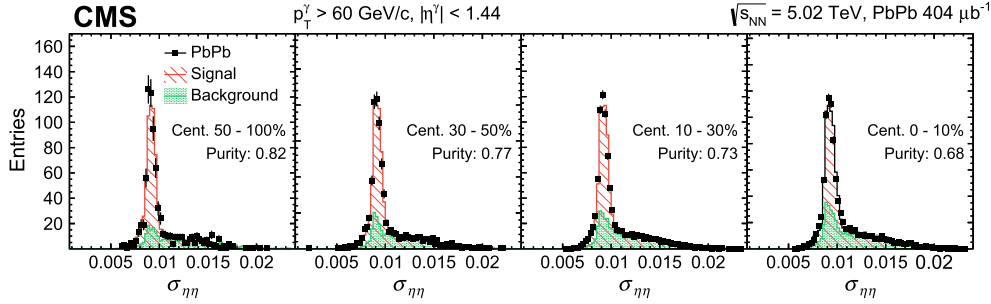 CMS p_T^γ > 60 GeV/c, |η^γ| < 1.44 √s_NN = 5.02 TeV, PbPb 404 μb^-1
Entries
160
140
120
100
80
60
40
20
PbPb
Signal
Background
Cent. 50 - 100%
Purity: 0.82
Cent. 30 - 50%
Purity: 0.77
Cent. 10 - 30%
Purity: 0.73
Cent. 0 - 10%
Purity: 0.68
0.005 0.01 0.015 0.02 0.005 0.01 0.015 0.02 0.005 0.01 0.015 0.02 0.005 0.01 0.015 0.02
σηη σηη σηη σηη